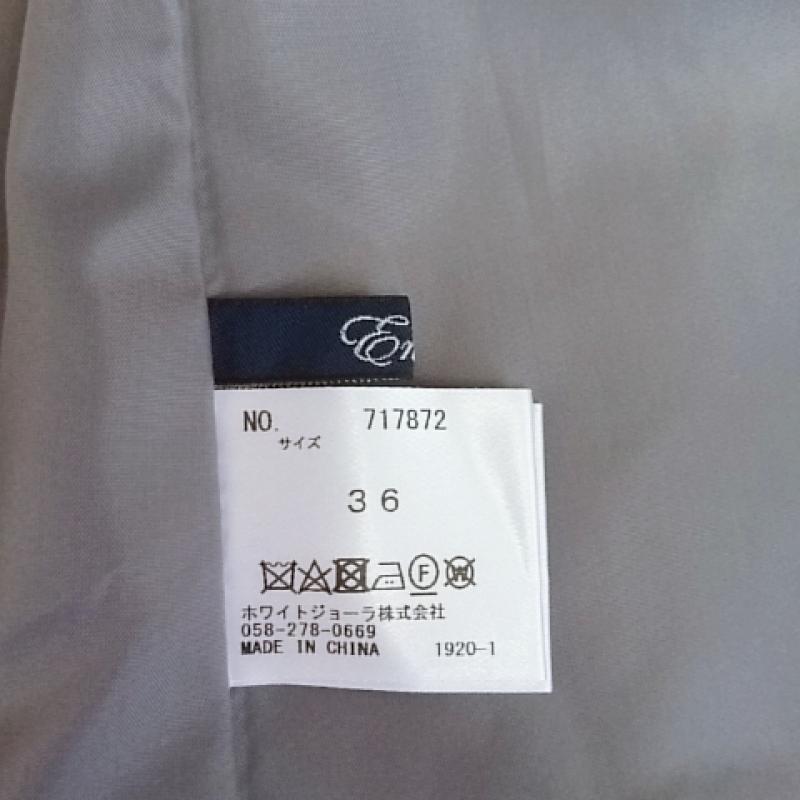 NO. 717872
サイズ
36
F W
ホワイトジョーラ株式会社
058-278-0669
MADE IN CHINA 1920-1